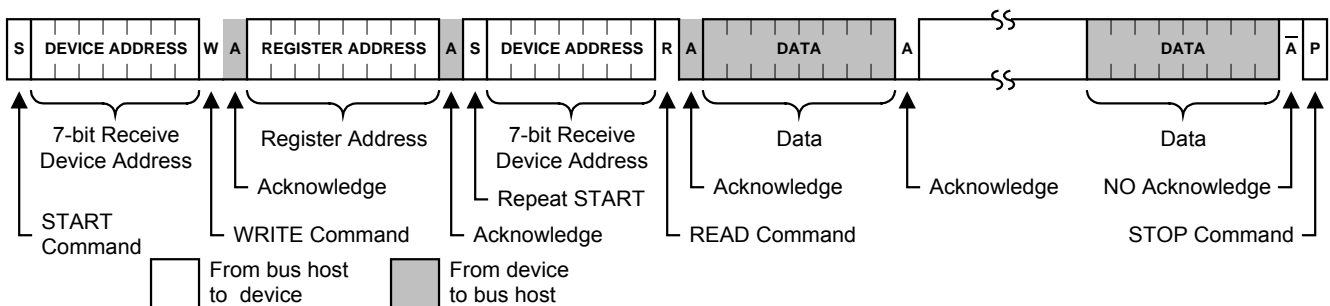 S DEVICE ADDRESS W A REGISTER ADDRESS A S DEVICE ADDRESS R A DATA A DATA A̅ P
7-bit Receive
Device Address
Register Address
7-bit Receive
Device Address
Data
Data
Acknowledge
Repeat START
Acknowledge
Acknowledge
NO Acknowledge
START
Command
WRITE Command
Acknowledge
READ Command
STOP Command
From bus host
to device
From device
to bus host